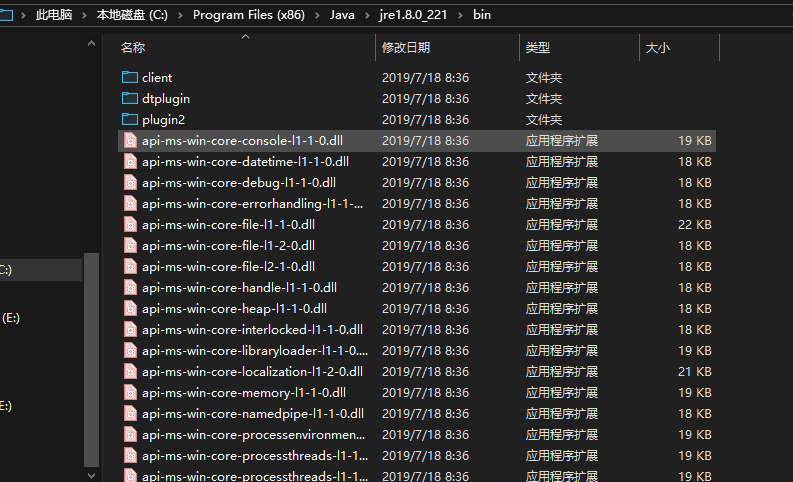 此电脑 › 本地磁盘 (C:) › Program Files (x86) › Java › jre1.8.0_221 › bin
名称 修改日期 类型 大小
client 2019/7/18 8:36 文件夹
dtplugin 2019/7/18 8:36 文件夹
plugin2 2019/7/18 8:36 文件夹
api-ms-win-core-console-l1-1-0.dll 2019/7/18 8:36 应用程序扩展 19 KB
api-ms-win-core-datetime-l1-1-0.dll 2019/7/18 8:36 应用程序扩展 18 KB
api-ms-win-core-debug-l1-1-0.dll 2019/7/18 8:36 应用程序扩展 18 KB
api-ms-win-core-errorhandling-l1-1-... 2019/7/18 8:36 应用程序扩展 18 KB
api-ms-win-core-file-l1-1-0.dll 2019/7/18 8:36 应用程序扩展 22 KB
api-ms-win-core-file-l1-2-0.dll 2019/7/18 8:36 应用程序扩展 18 KB
api-ms-win-core-file-l2-1-0.dll 2019/7/18 8:36 应用程序扩展 18 KB
C:)
api-ms-win-core-handle-l1-1-0.dll 2019/7/18 8:36 应用程序扩展 18 KB
api-ms-win-core-heap-l1-1-0.dll 2019/7/18 8:36 应用程序扩展 18 KB
(E:)
api-ms-win-core-interlocked-l1-1-0.dll 2019/7/18 8:36 应用程序扩展 18 KB
api-ms-win-core-libraryloader-l1-1-0.... 2019/7/18 8:36 应用程序扩展 19 KB
api-ms-win-core-localization-l1-2-0.dll 2019/7/18 8:36 应用程序扩展 21 KB
api-ms-win-core-memory-l1-1-0.dll 2019/7/18 8:36 应用程序扩展 19 KB
E:)
api-ms-win-core-namedpipe-l1-1-0.dll 2019/7/18 8:36 应用程序扩展 18 KB
api-ms-win-core-processenvironmen... 2019/7/18 8:36 应用程序扩展 19 KB
api-ms-win-core-processthreads-l1-1... 2019/7/18 8:36 应用程序扩展 19 KB
api-ms-win-core-processthreads-l1-1... 2019/7/18 8:36 应用程序扩展 19 KB